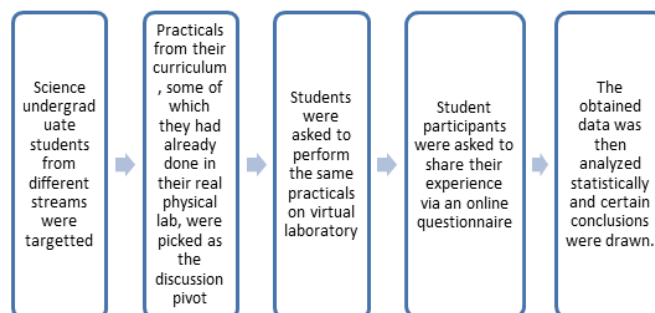 Science
undergrad
uate
students
from
different
streams
were
targetted
Practicals
from their
curriculum
, some of
which
they had
already
done in
their real
physical
lab, were
picked as
the
discussion
pivot
Students
were
asked to
perform
the same
practicals
on virtual
laboratory
Student
participants
were asked to
share their
experience
via an online
questionnaire
The
obtained
data was
then
analyzed
statistically
and certain
conclusions
were drawn.